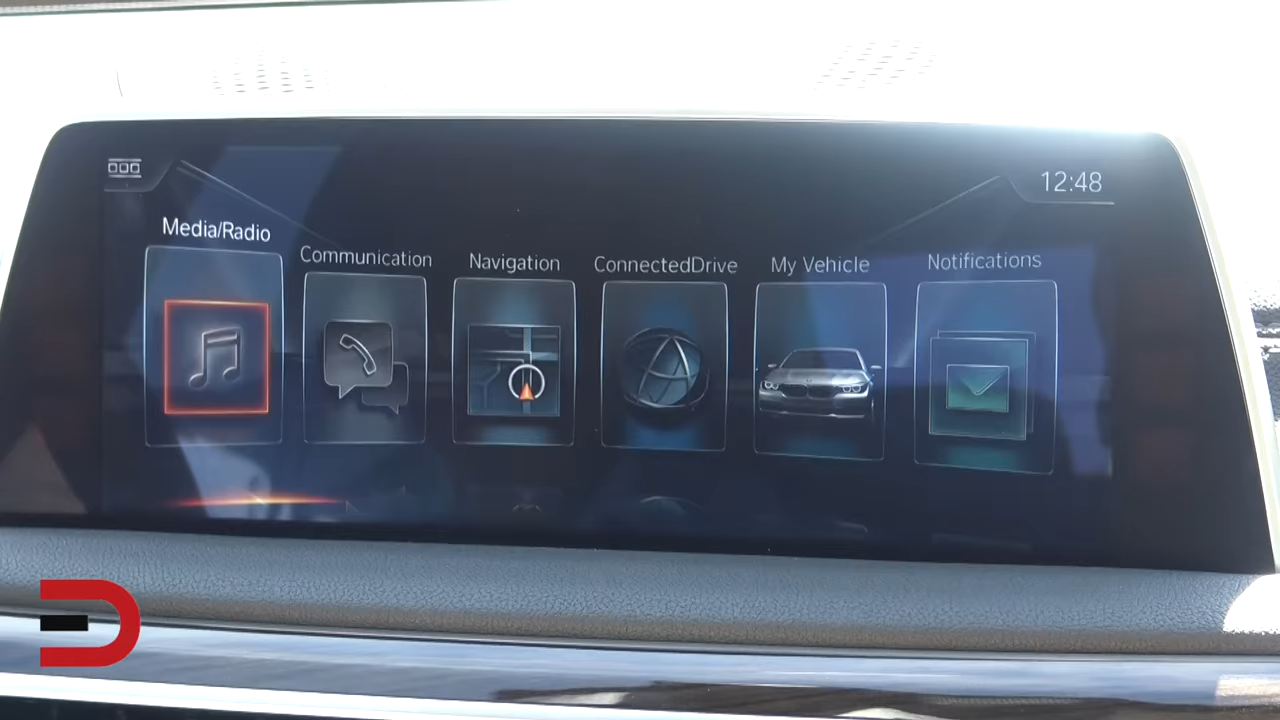 12:48
Media/Radio
Communication
Navigation
ConnectedDrive
My Vehicle
Notifications